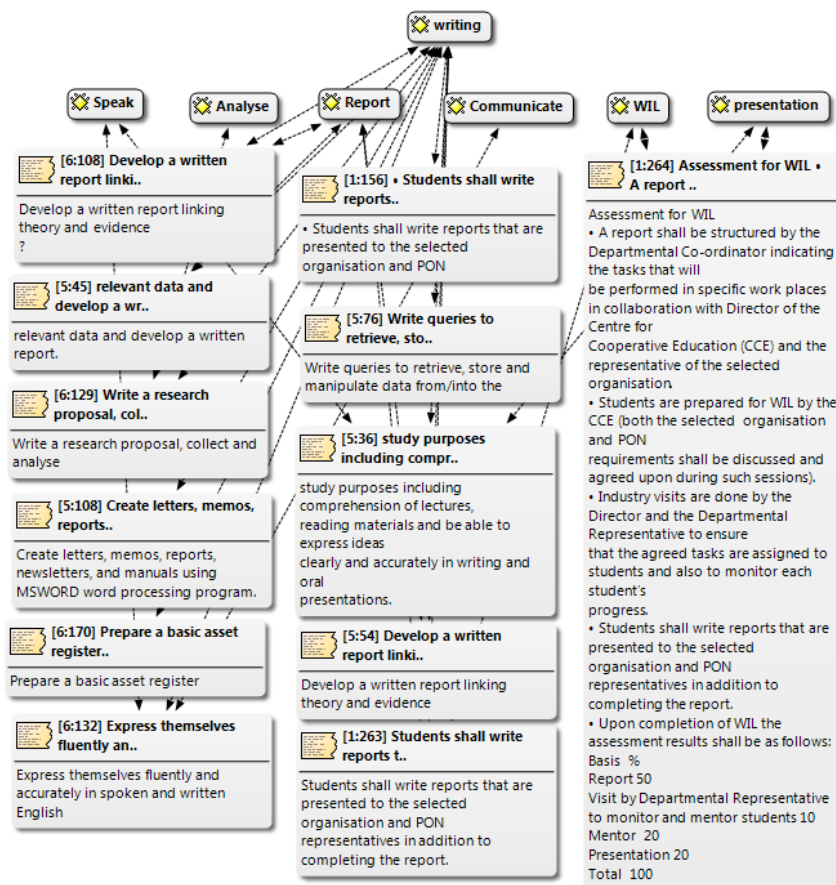 writing
Speak
Analyse
Report
Communicate
WIL
presentation
[6:108] Develop a written
report linki..
Develop a written report linking
theory and evidence
?
[5:45] relevant data and
develop a wr..
relevant data and develop a written
report.
[6:129] Write a research
proposal, col..
Write a research proposal, collect and
analyse
[5:108] Create letters, memos,
reports..
Create letters, memos, reports,
newsletters, and manuals using
MSWORD word processing program.
[6:170] Prepare a basic asset
register..
Prepare a basic asset register
[6:132] Express themselves
fluently an..
Express themselves fluently and
accurately in spoken and written
English
[1:156] • Students shall write
reports..
• Students shall write reports that are
presented to the selected
organisation and PON
[5:76] Write queries to
retrieve, sto..
Write queries to retrieve, store and
manipulate data from/into the
[5:36] study purposes
including compr..
study purposes including
comprehension of lectures,
reading materials and be able to
express ideas
clearly and accurately in writing and
oral
presentations.
[5:54] Develop a written
report linki..
Develop a written report linking
theory and evidence
[1:263] Students shall write
reports t..
Students shall write reports that are
presented to the selected
organisation and PON
representatives in addition to
completing the report.
[1:264] Assessment for WIL •
A report ..
Assessment for WIL
• A report shall be structured by the
Departmental Co-ordinator indicating
the tasks that will
be performed in specific work places
in collaboration with Director of the
Centre for
Cooperative Education (CCE) and the
representative of the selected
organisation.
• Students are prepared for WIL by the
CCE (both the selected organisation
and PON
requirements shall be discussed and
agreed upon during such sessions).
• Industry visits are done by the
Director and the Departmental
Representative to ensure
that the agreed tasks are assigned to
students and also to monitor each
student's
progress.
• Students shall write reports that are
presented to the selected
organisation and PON
representatives in addition to
completing the report.
• Upon completion of WIL the
assessment results shall be as follows:
Basis %
Report 50
Visit by Departmental Representative
to monitor and mentor students 10
Mentor 20
Presentation 20
Total 100